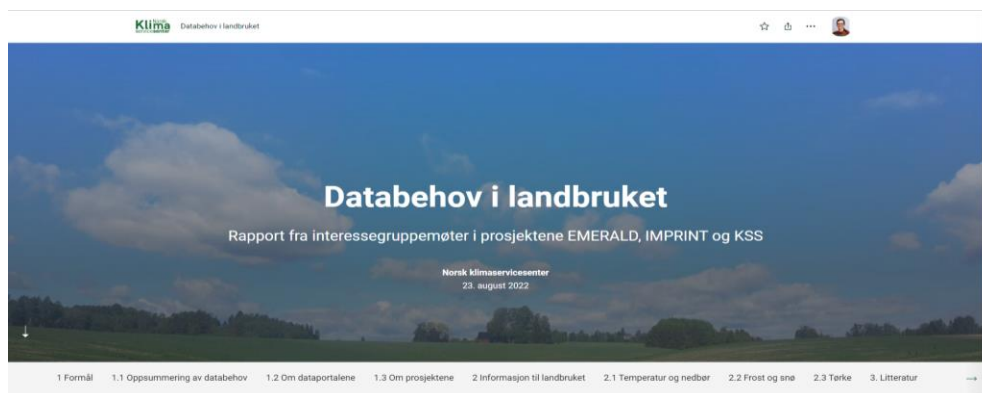 Norsk
Klima
Databehov i landbruket
Databehov i landbruket
Rapport fra interessegruppemøter i prosjektene EMERALD, IMPRINT og KSS
Norsk klimaservicesenter
23. august 2022
1 Formål 1.1 Oppsummering av databehov 1.2 Om dataportalene 1.3 Om prosjektene 2 Informasjon til landbruket 2.1 Temperatur og nedbør 2.2 Frost og snø 2.3 Tørke 3. Litteratur